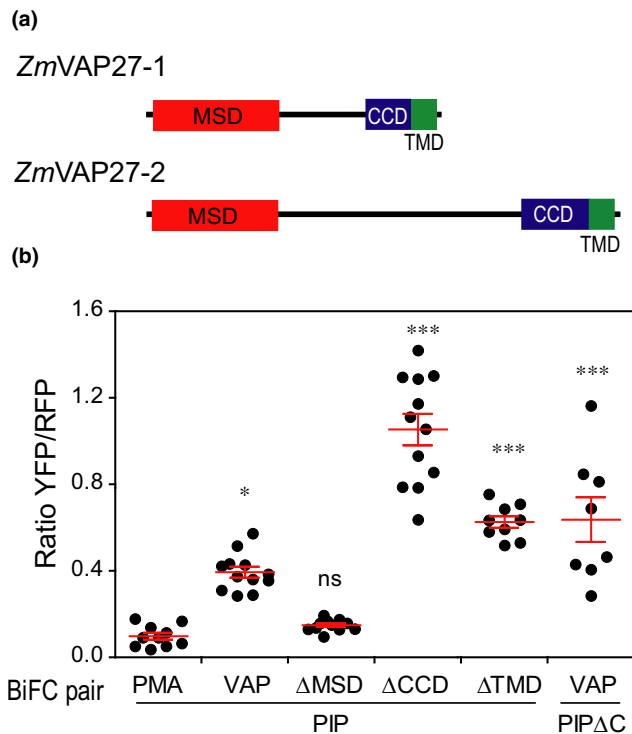 (a)
ZmVAP27-1
MSD
CCD
TMD
ZmVAP27-2
MSD
CCD
TMD
(b)
Ratio YFP/RFP
1.6
1.2
0.8
0.4
0.0
*
ns
***
***
***
BiFC pair PMA VAP ΔMSD ΔCCD ΔTMD VAP
PIP PIPΔC